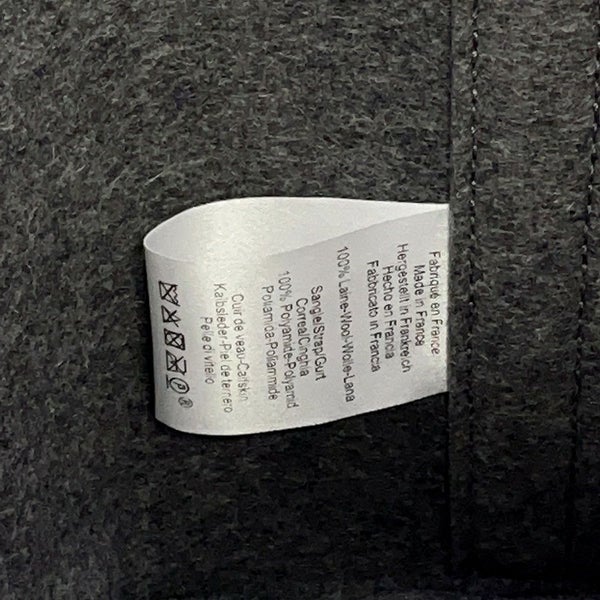 Fabriqué en France
Made in France
Hergestellt in Frankreich
Hecho en Francia
Fabbricato in Francia
100% Laine-Wool-Wolle-Lana
Sangle/Strap/Gurt
Correa/Cinghia
100% Polyamide-Polyamid
Poliamida-Poliammide
Cuir de veau-Calfskin
Kalbsleder-Piel de ternero
Pelle di vitello